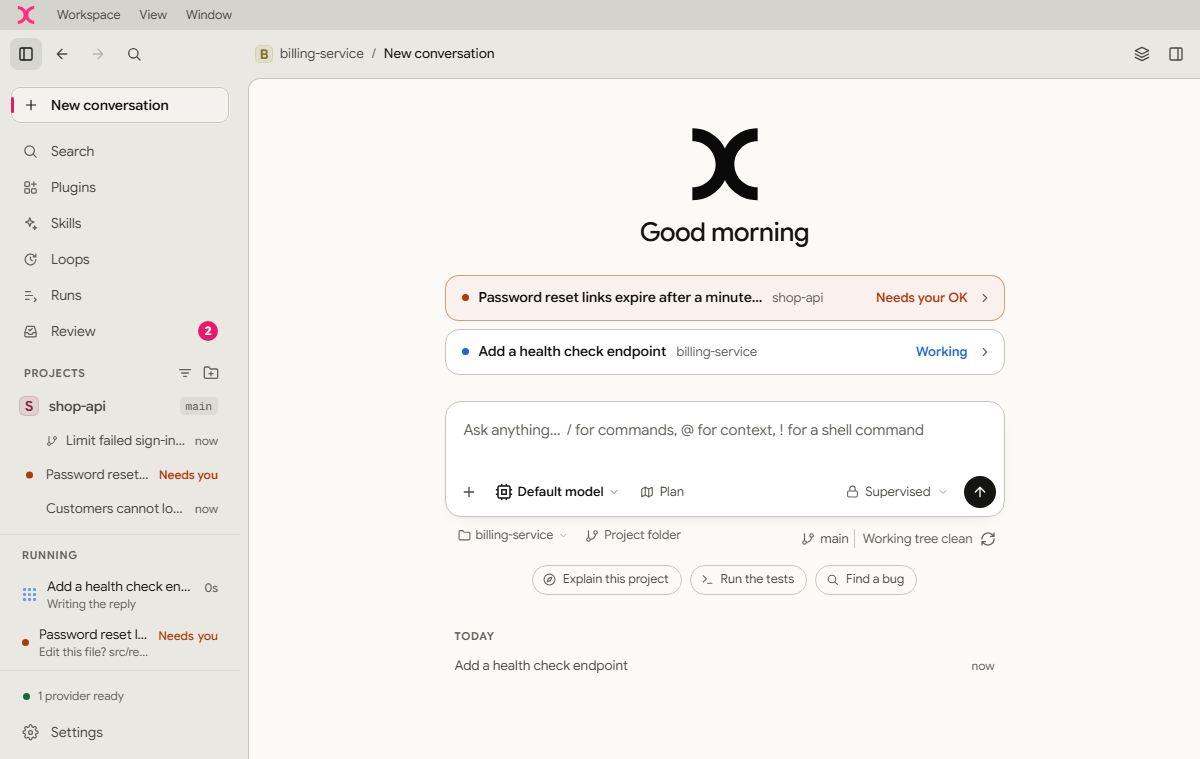 Workspace View Window
B billing-service / New conversation
New conversation
Search
Plugins
Skills
Loops
Runs
Review 2
PROJECTS
S shop-api main
Limit failed sign-in... now
Password reset... Needs you
Customers cannot lo... now
RUNNING
Add a health check en... 0s
Writing the reply
Password reset l... Needs you
Edit this file? src/re...
1 provider ready
Settings
Good morning
Password reset links expire after a minute... shop-api Needs your OK
Add a health check endpoint billing-service Working
Ask anything... / for commands, @ for context, ! for a shell command
Default model Plan Supervised
billing-service Project folder main Working tree clean
Explain this project Run the tests Find a bug
TODAY
Add a health check endpoint now